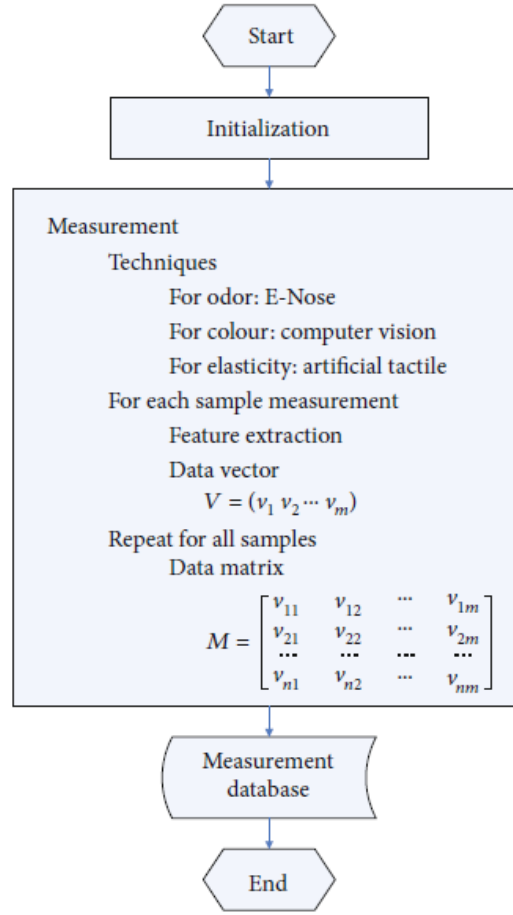 Start
Initialization
Measurement
Techniques
For odor: E-Nose
For colour: computer vision
For elasticity: artificial tactile
For each sample measurement
Feature extraction
Data vector
V = (v₁ v₂ ··· vₘ)
Repeat for all samples
Data matrix
v₁₁ v₁₂ ··· v₁ₘ
v₂₁ v₂₂ ··· v₂ₘ
M =
··· ··· ··· ···
vₙ₁ vₙ₂ ··· vₙₘ
Measurement
database
End